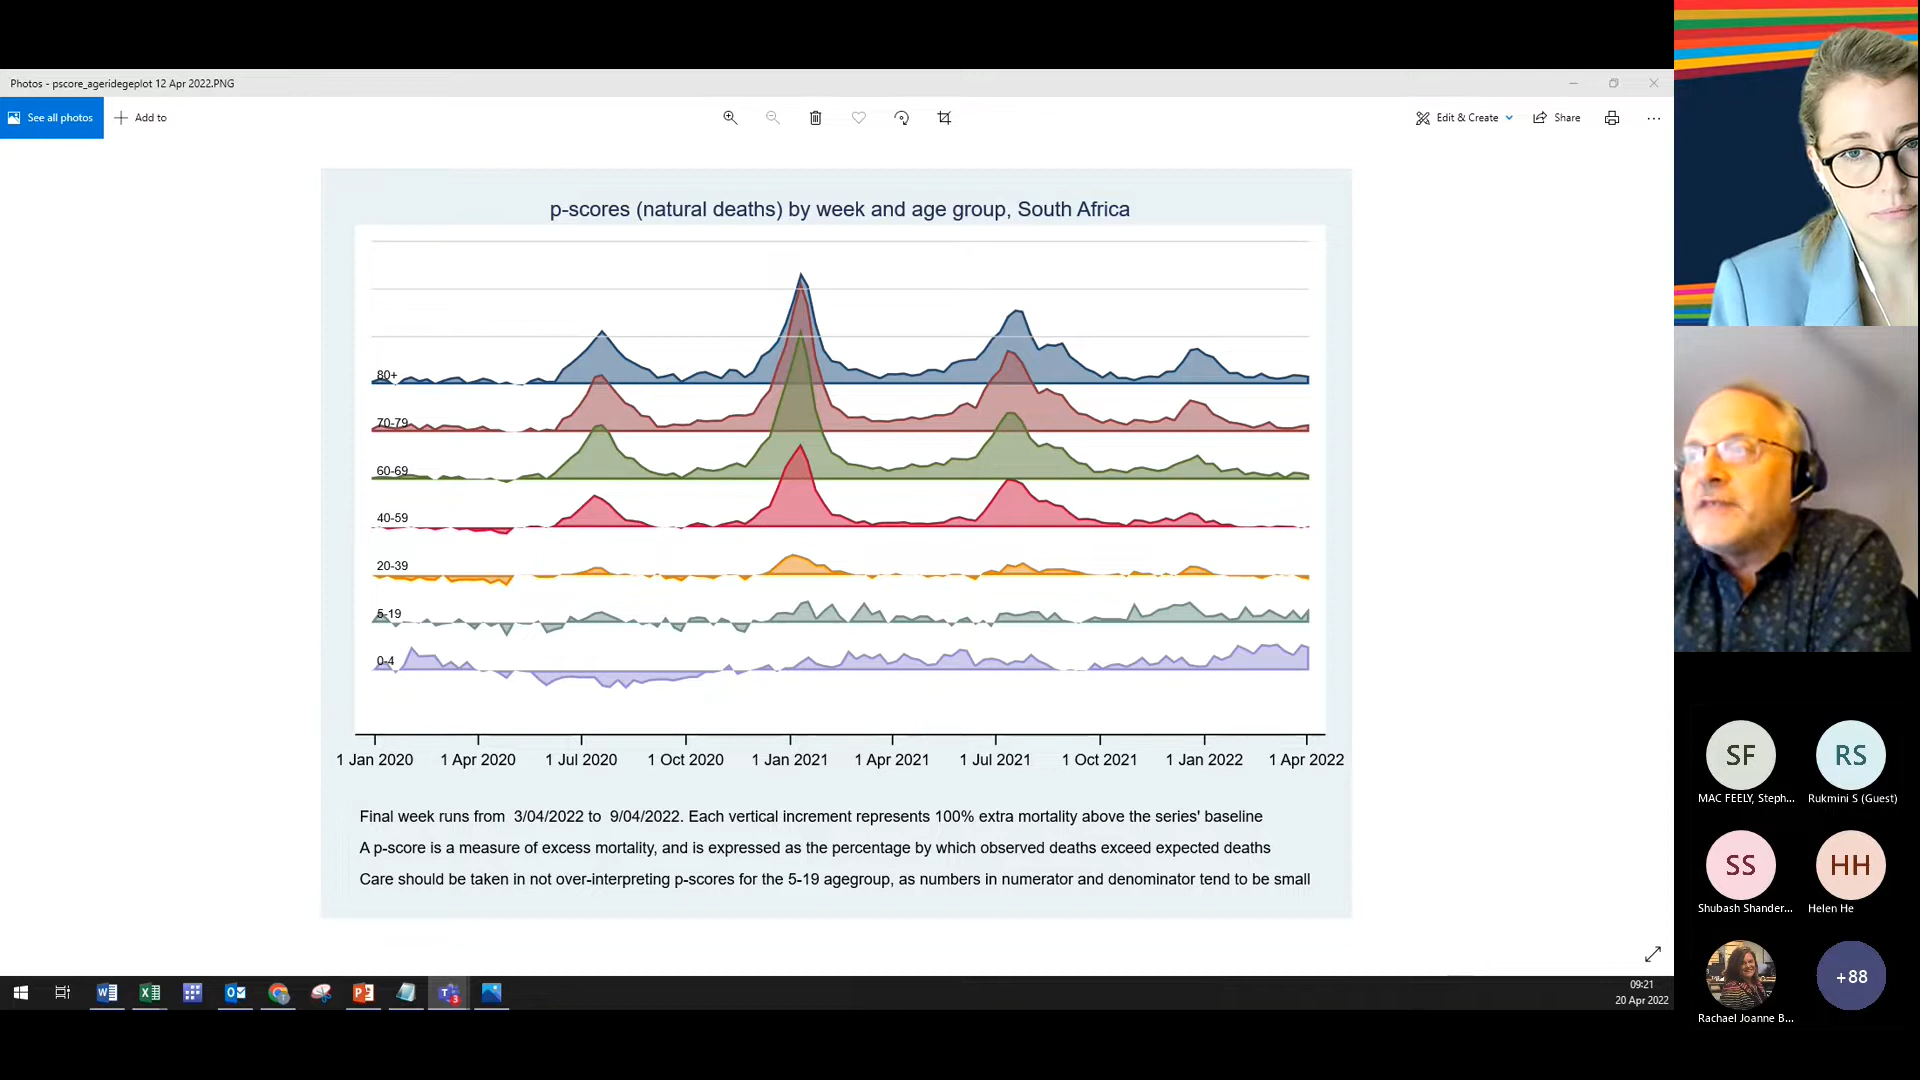 Photos - pscore_ageridegeplot 12 Apr 2022.PNG
See all photos
Add to
Edit & Create
Share
p-scores (natural deaths) by week and age group, South Africa
80+
70-79
60-69
40-59
20-39
5-19
0-4
1 Jan 2020 1 Apr 2020 1 Jul 2020 1 Oct 2020 1 Jan 2021 1 Apr 2021 1 Jul 2021 1 Oct 2021 1 Jan 2022 1 Apr 2022
Final week runs from 3/04/2022 to 9/04/2022. Each vertical increment represents 100% extra mortality above the series' baseline
A p-score is a measure of excess mortality, and is expressed as the percentage by which observed deaths exceed expected deaths
Care should be taken in not over-interpreting p-scores for the 5-19 agegroup, as numbers in numerator and denominator tend to be small
09:21
20 Apr 2022
SF
RS
MAC FEELY, Steph...
Rukmini S (Guest)
SS
HH
Shubash Shander...
Helen He
+88
Rachael Joanne B...